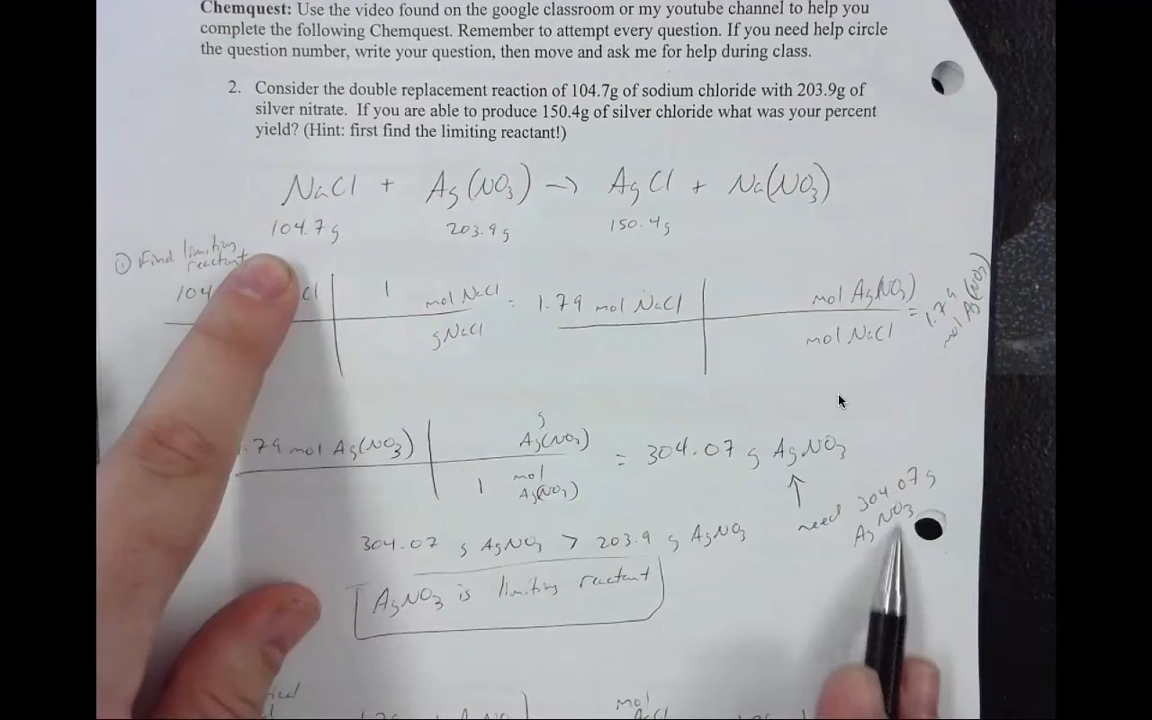 Chemquest: Use the video found on the google classroom or my youtube channel to help you
complete the following Chemquest. Remember to attempt every question. If you need help circle
the question number, write your question, then move and ask me for help during class.
2. Consider the double replacement reaction of 104.7g of sodium chloride with 203.9g of
silver nitrate. If you are able to produce 150.4g of silver chloride what was your percent
yield? (Hint: first find the limiting reactant!)
NaCl + Ag(NO3) -> AgCl + Na(NO3)
104.7g 203.9g 150.4g
① Find limiting
reactant
104 Cl 1 mol NaCl = 1.79 mol NaCl mol Ag(NO3) = 1.79 mol Ag(NO3)
g NaCl mol NaCl
.79 mol Ag(NO3) g Ag(NO3) = 304.07 g AgNO3
1 mol Ag(NO3)
↑ need 304.07g
AgNO3
304.07 g AgNO3 > 203.9 g AgNO3
AgNO3 is limiting reactant
mol
AgCl